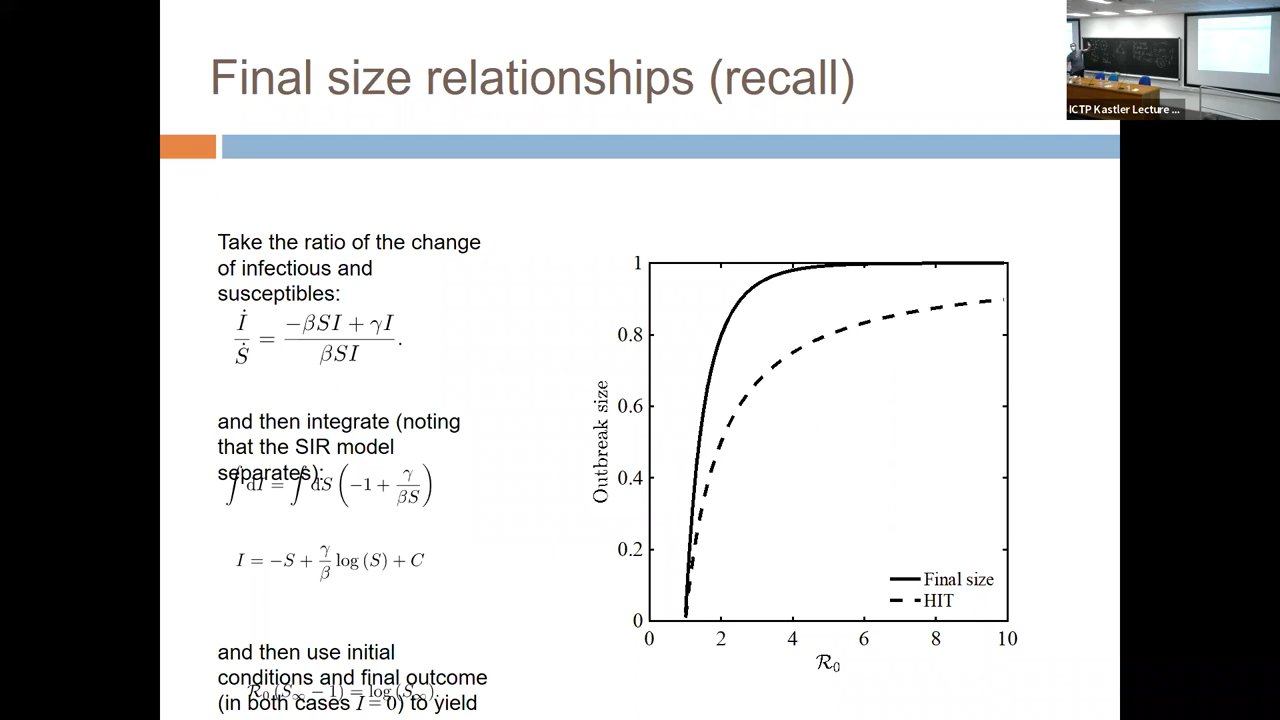 Final size relationships (recall)
ICTP Kastler Lecture ...
Take the ratio of the change
of infectious and
susceptibles:
İ/Ṡ = (−βSI + γI)/(βSI).
and then integrate (noting
that the SIR model
separates):
∫ dI = ∫ dS (−1 + γ/(βS))
I = −S + (γ/β) log (S) + C
and then use initial
conditions and final outcome
R₀ (S∞ − 1) = log (S∞).
(in both cases I = 0) to yield
Outbreak size
1
0.8
0.6
0.4
0.2
0
0 2 4 6 8 10
R₀
Final size
HIT